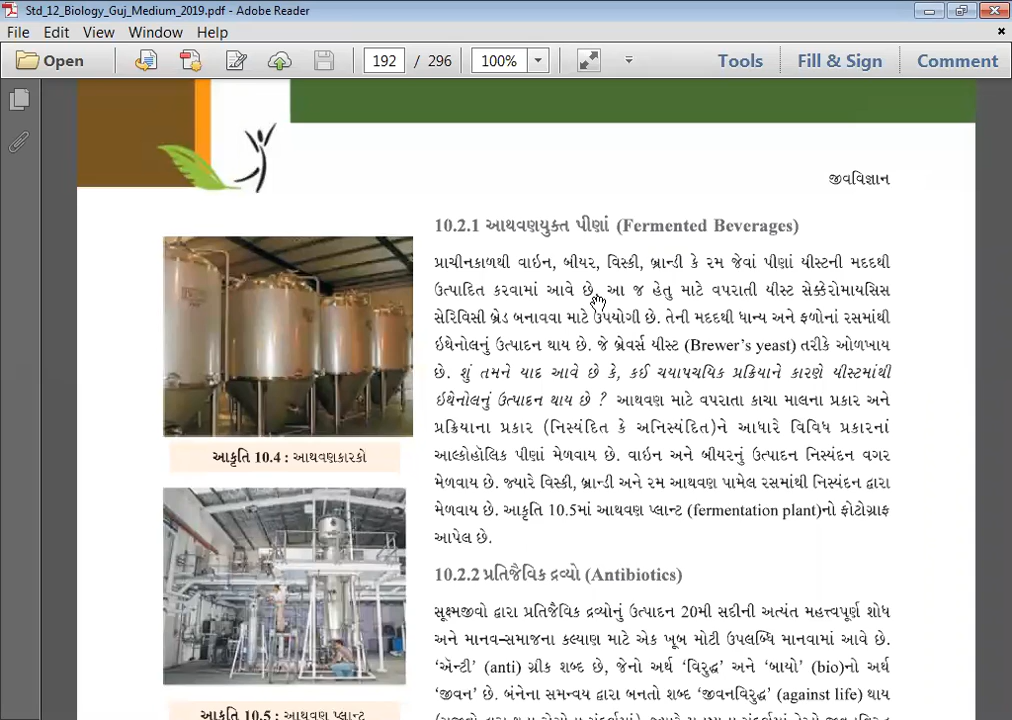 Std_12_Biology_Guj_Medium_2019.pdf - Adobe Reader
File Edit View Window Help
Open 192 / 296 100% Tools Fill & Sign Comment
જીવવિજ્ઞાન
10.2.1 આથવણયુક્ત પીણાં (Fermented Beverages)
પ્રાચીનકાળથી વાઇન, બીયર, વિસ્કી, બ્રાન્ડી કે રમ જેવાં પીણાં યીસ્ટની મદદથી
ઉત્પાદિત કરવામાં આવે છે. આ જ હેતુ માટે વપરાતી યીસ્ટ સેક્કેરોમાયસિસ
સેરિવિસી બ્રેડ બનાવવા માટે ઉપયોગી છે. તેની મદદથી ધાન્ય અને ફળોનાં રસમાંથી
ઇથેનોલનું ઉત્પાદન થાય છે. જે બ્રેવર્સ યીસ્ટ (Brewer's yeast) તરીકે ઓળખાય
છે. શું તમને યાદ આવે છે કે, કઈ ચયાપચયિક પ્રક્રિયાને કારણે યીસ્ટમાંથી
ઇથેનોલનું ઉત્પાદન થાય છે ? આથવણ માટે વપરાતા કાચા માલના પ્રકાર અને
પ્રક્રિયાના પ્રકાર (નિસ્યંદિત કે અનિસ્યંદિત)ને આધારે વિવિધ પ્રકારનાં
આલ્કોહૉલિક પીણાં મેળવાય છે. વાઇન અને બીયરનું ઉત્પાદન નિસ્યંદન વગર
મેળવાય છે. જ્યારે વિસ્કી, બ્રાન્ડી અને રમ આથવણ પામેલ રસમાંથી નિસ્યંદન દ્વારા
મેળવાય છે. આકૃતિ 10.5માં આથવણ પ્લાન્ટ (fermentation plant)નો ફોટોગ્રાફ
આપેલ છે.
આકૃતિ 10.4 : આથવણકારકો
10.2.2 પ્રતિજૈવિક દ્રવ્યો (Antibiotics)
સૂક્ષ્મજીવો દ્વારા પ્રતિજૈવિક દ્રવ્યોનું ઉત્પાદન 20મી સદીની અત્યંત મહત્ત્વપૂર્ણ શોધ
અને માનવ-સમાજના કલ્યાણ માટે એક ખૂબ મોટી ઉપલબ્ધિ માનવામાં આવે છે.
'ઍન્ટી' (anti) ગ્રીક શબ્દ છે, જેનો અર્થ 'વિરુદ્ધ' અને 'બાયો' (bio)નો અર્થ
'જીવન' છે. બંનેના સમન્વય દ્વારા બનતો શબ્દ 'જીવનવિરુદ્ધ' (against life) થાય
આકૃતિ 10.5 : આથવણ પ્લાન્ટ